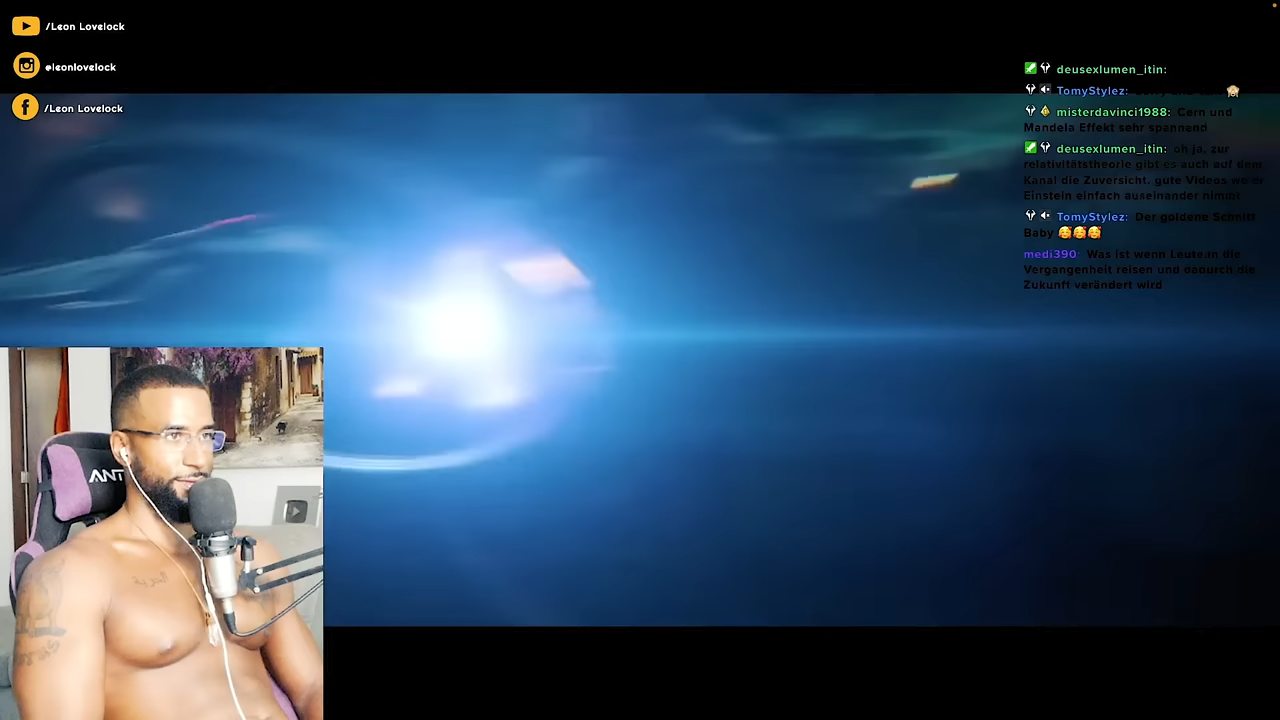 /Leon Lovelock
@leonlovelock
/Leon Lovelock
deusexlumen_itin:
TomyStylez:
misterdavinci1988: Cern und
Mandela Effekt sehr spannend
deusexlumen_itin: oh ja, zur
relativitätstheorie gibt es auch auf dem
Kanal die Zuversicht. gute Videos wo er
Einstein einfach auseinander nimmt
TomyStylez: Der goldene Schnitt
Baby 🥰🥰🥰
medi390: Was ist wenn Leute in die
Vergangenheit reisen und dadurch die
Zukunft verändert wird
ANT